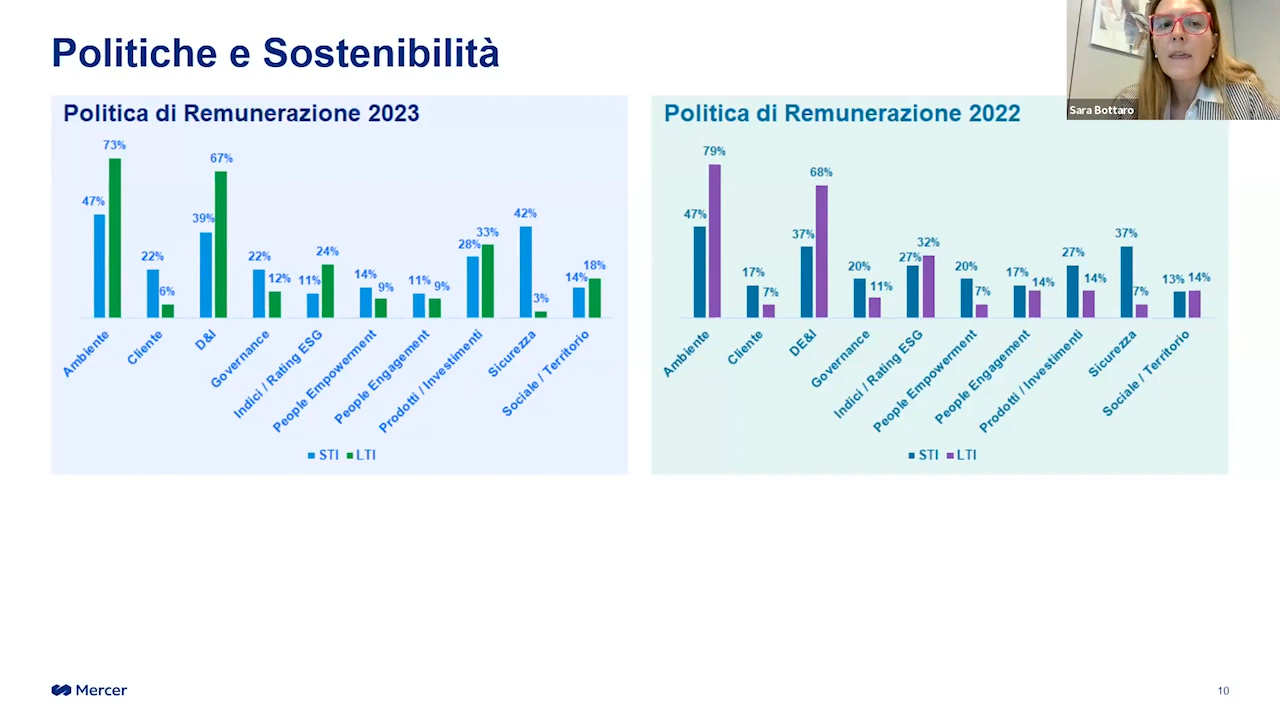 Politiche e Sostenibilità
Sara Bottaro
Politica di Remunerazione 2023
73%
47%
22%
6%
39%
67%
22%
12%
11%
24%
14%
9%
11%
9%
28%
33%
42%
3%
14%
18%
Ambiente
Cliente
D&I
Governance
Indici / Rating ESG
People Empowerment
People Engagement
Prodotti / Investimenti
Sicurezza
Sociale / Territorio
STI LTI
Politica di Remunerazione 2022
47%
79%
17%
7%
37%
68%
20%
11%
27%
32%
20%
7%
17%
14%
27%
14%
37%
7%
13%
14%
Ambiente
Cliente
DE&I
Governance
Indici / Rating ESG
People Empowerment
People Engagement
Prodotti / Investimenti
Sicurezza
Sociale / Territorio
STI LTI
Mercer
10